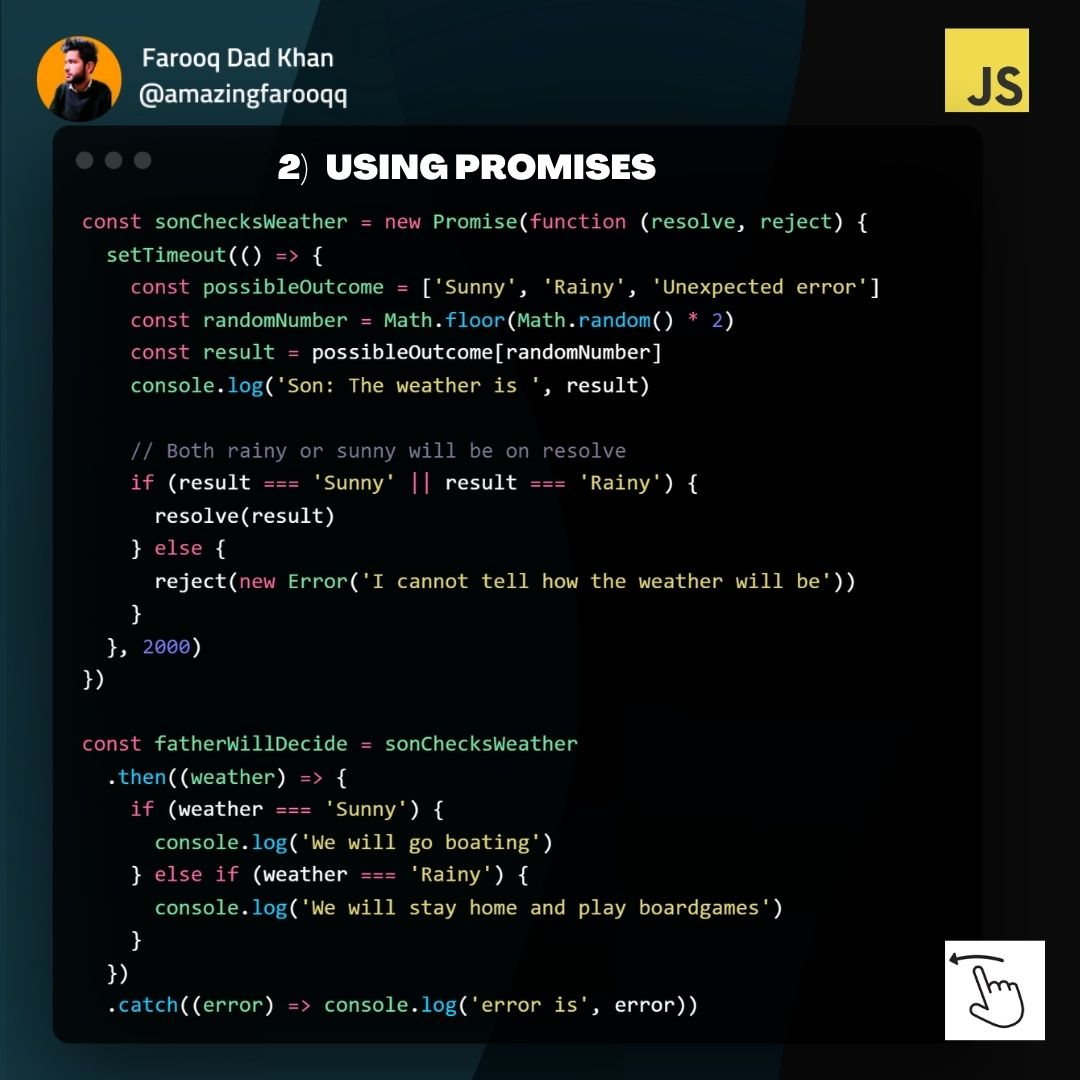 Farooq Dad Khan
@amazingfarooqq
JS
2) USING PROMISES
const sonChecksWeather = new Promise(function (resolve, reject) {
  setTimeout(() => {
    const possibleOutcome = ['Sunny', 'Rainy', 'Unexpected error']
    const randomNumber = Math.floor(Math.random() * 2)
    const result = possibleOutcome[randomNumber]
    console.log('Son: The weather is ', result)

    // Both rainy or sunny will be on resolve
    if (result === 'Sunny' || result === 'Rainy') {
      resolve(result)
    } else {
      reject(new Error('I cannot tell how the weather will be'))
    }
  }, 2000)
})

const fatherWillDecide = sonChecksWeather
  .then((weather) => {
    if (weather === 'Sunny') {
      console.log('We will go boating')
    } else if (weather === 'Rainy') {
      console.log('We will stay home and play boardgames')
    }
  })
  .catch((error) => console.log('error is', error))